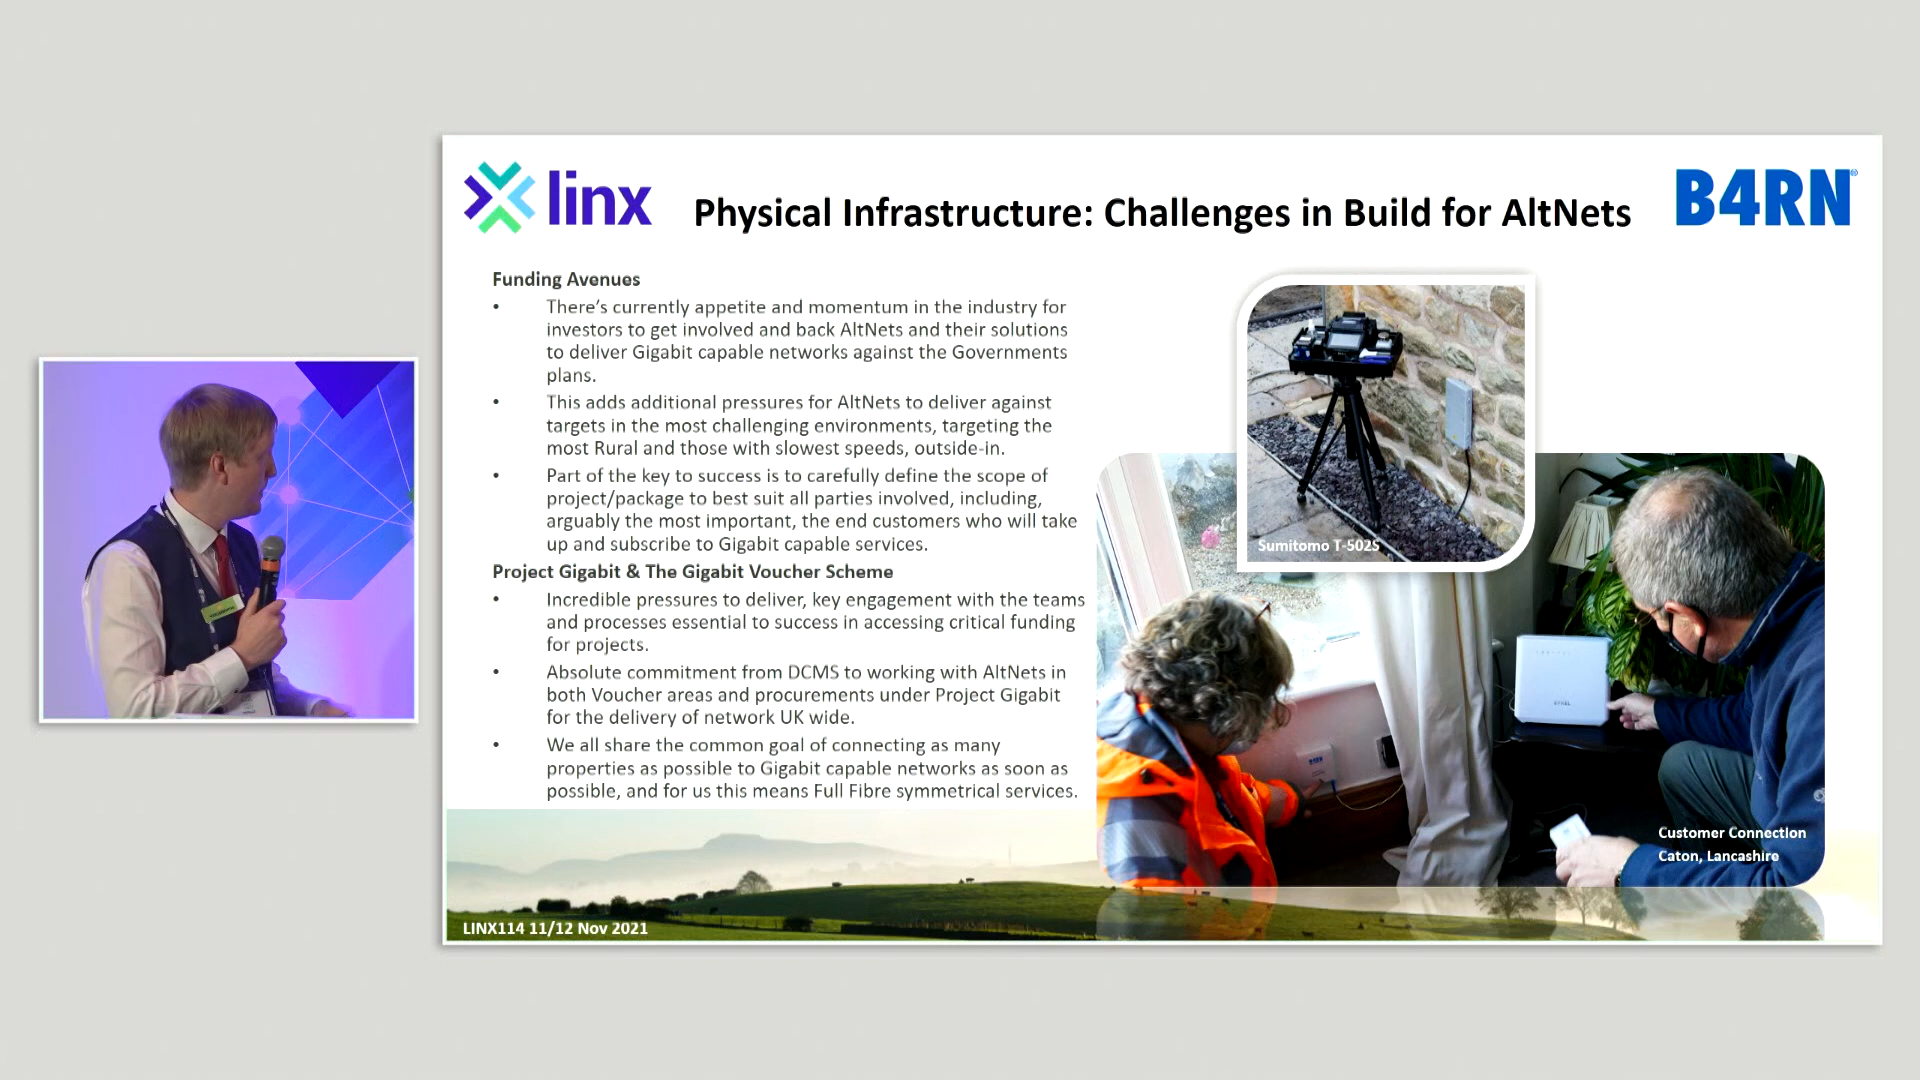 linx
Physical Infrastructure: Challenges in Build for AltNets
B4RN®
Funding Avenues
• There's currently appetite and momentum in the industry for
investors to get involved and back AltNets and their solutions
to deliver Gigabit capable networks against the Governments
plans.
• This adds additional pressures for AltNets to deliver against
targets in the most challenging environments, targeting the
most Rural and those with slowest speeds, outside-in.
• Part of the key to success is to carefully define the scope of
project/package to best suit all parties involved, including,
arguably the most important, the end customers who will take
up and subscribe to Gigabit capable services.
Project Gigabit & The Gigabit Voucher Scheme
• Incredible pressures to deliver, key engagement with the teams
and processes essential to success in accessing critical funding
for projects.
• Absolute commitment from DCMS to working with AltNets in
both Voucher areas and procurements under Project Gigabit
for the delivery of network UK wide.
• We all share the common goal of connecting as many
properties as possible to Gigabit capable networks as soon as
possible, and for us this means Full Fibre symmetrical services.
Sumitomo T-502S
ZYXEL
B4RN
Customer Connection
Caton, Lancashire
LINX114 11/12 Nov 2021